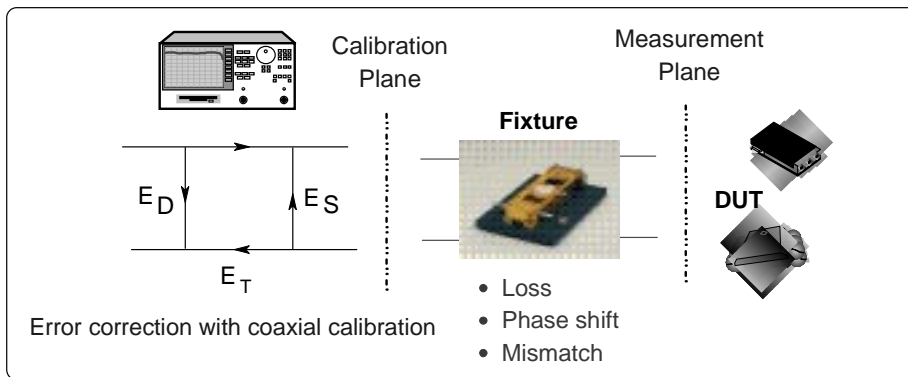 Calibration
Plane
Measurement
Plane
Fixture
E D
E S
E T
DUT
• Loss
• Phase shift
• Mismatch
Error correction with coaxial calibration